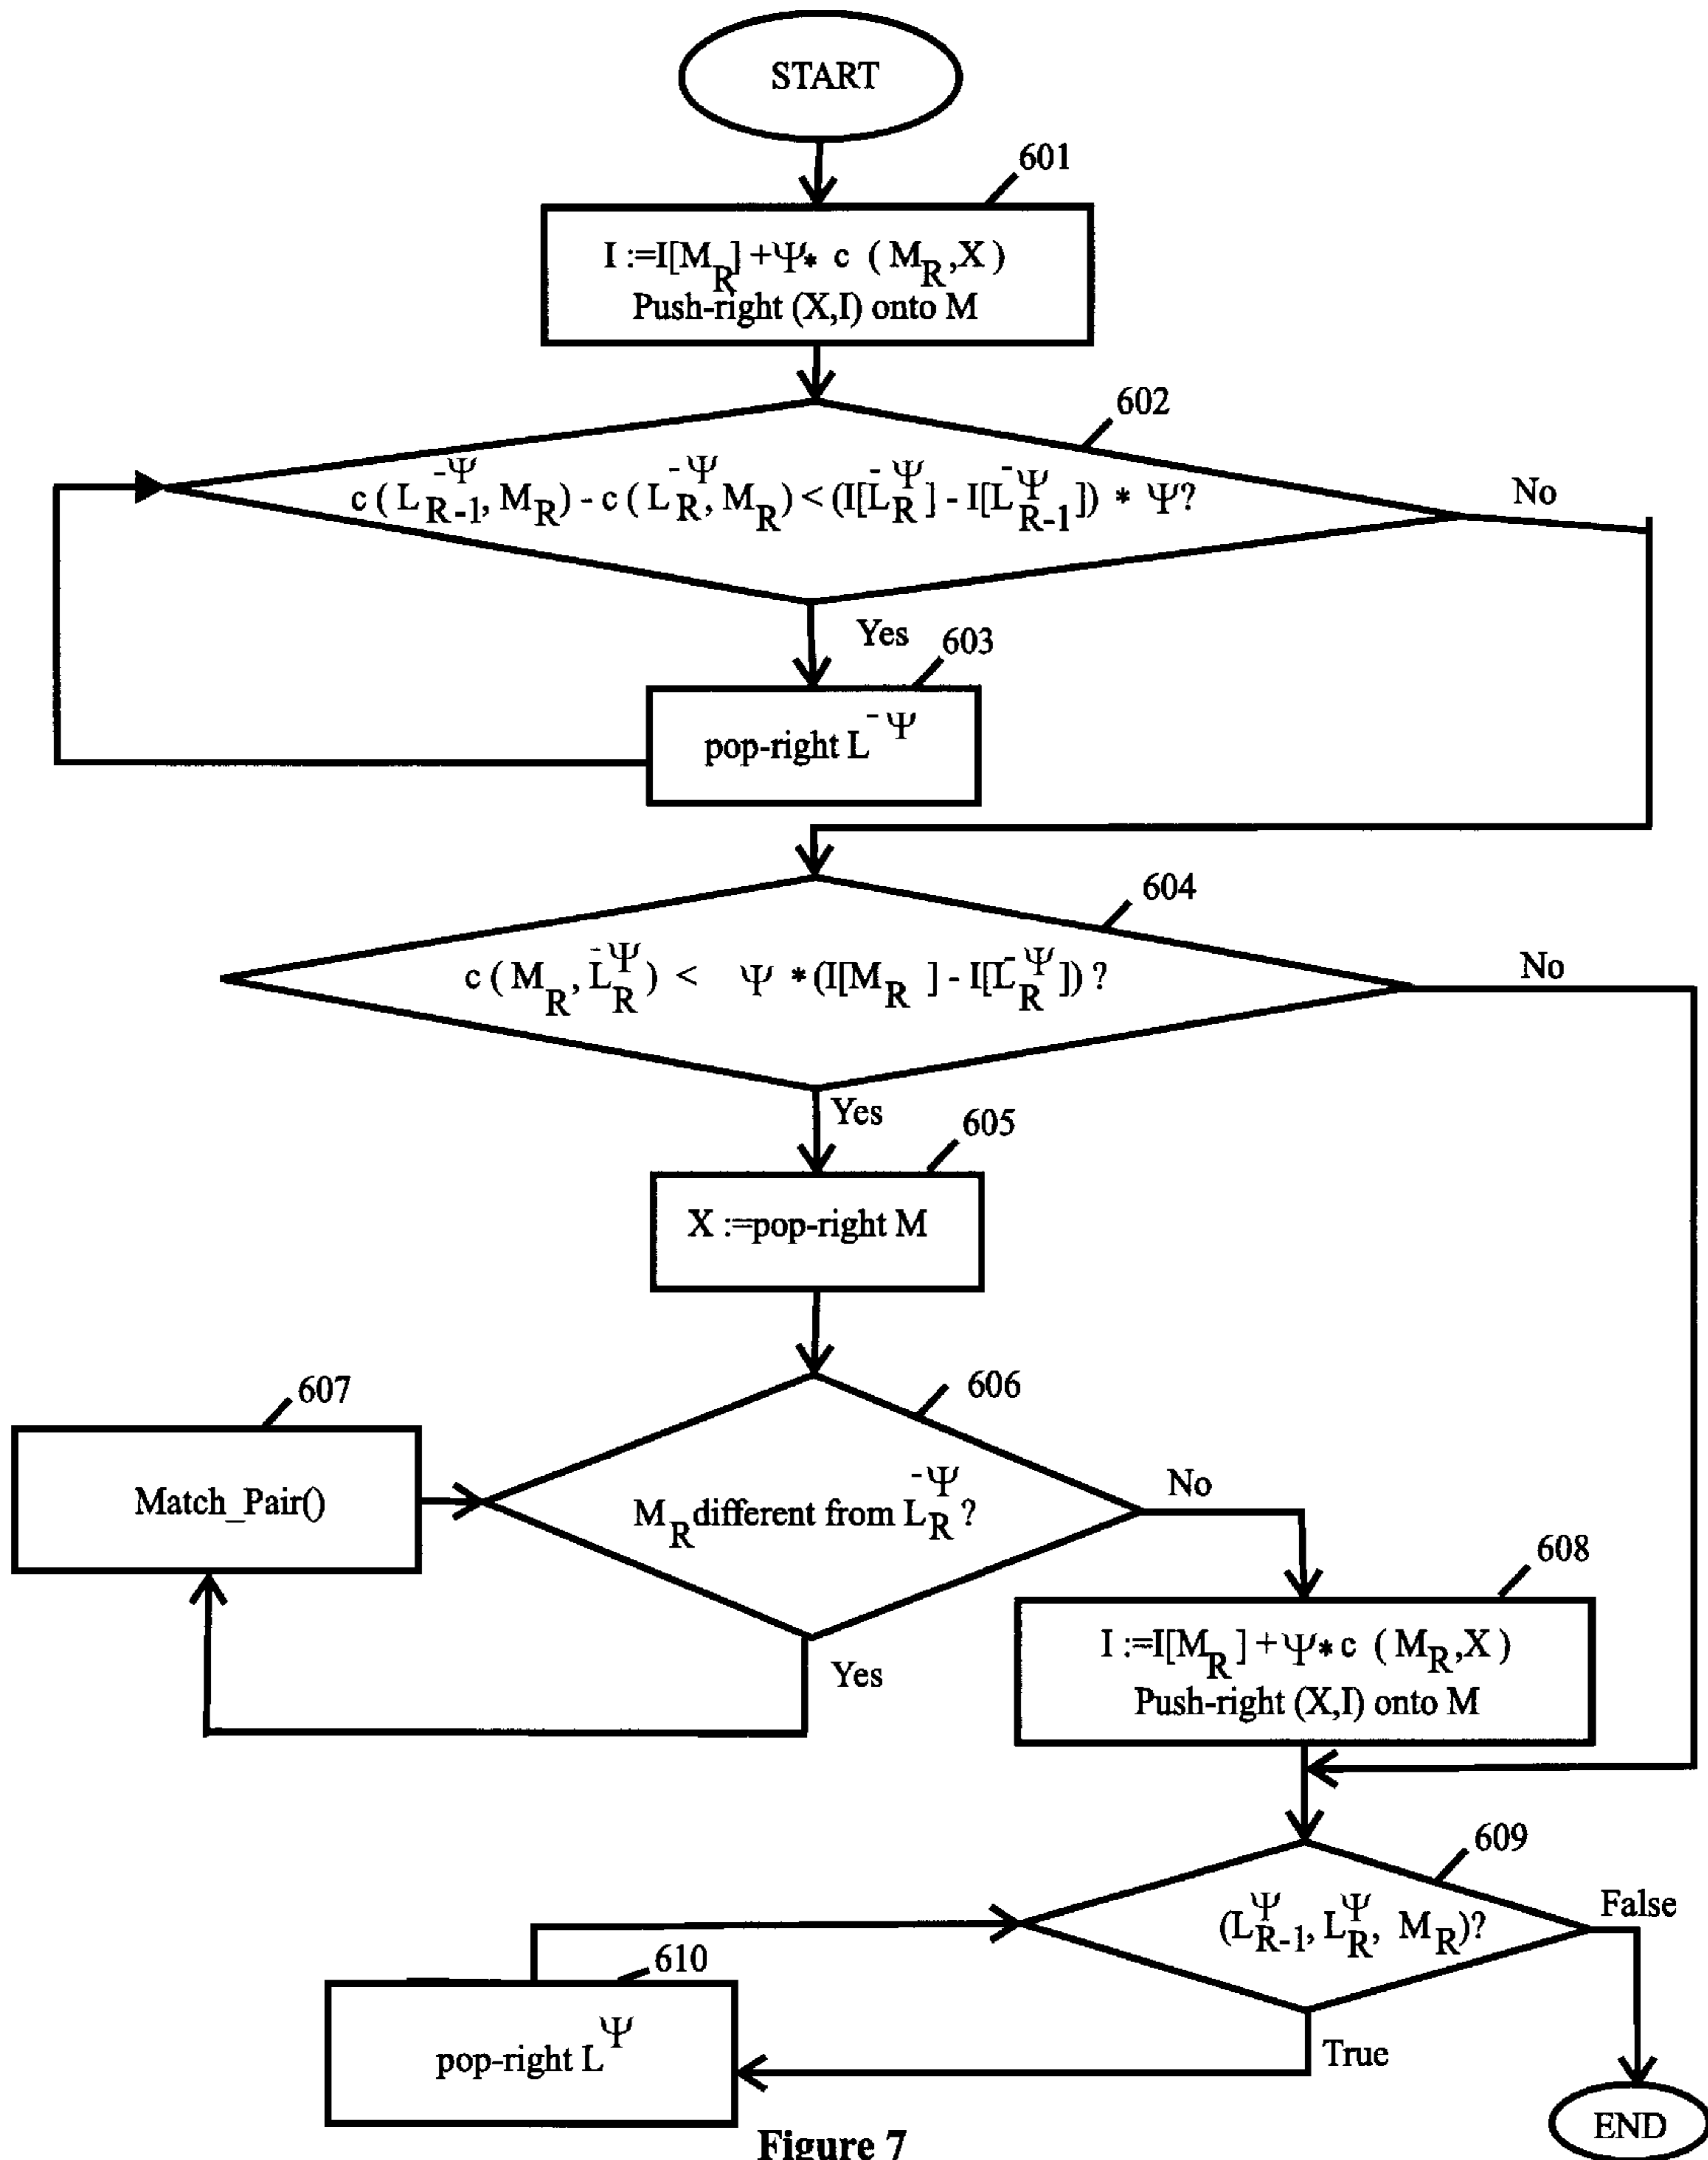 START
601
I :=I[M_R] +Ψ* c ( M_R,X )
Push-right (X,I) onto M
602
c ( L^-Ψ_R-1, M_R) - c ( L^-Ψ_R, M_R) < (I[L^-Ψ_R ] - I[L^-Ψ_R-1]) * Ψ?
No
Yes
603
pop-right L^-Ψ
604
c ( M_R, L^-Ψ_R) < Ψ *(I[M_R ] - I[L^-Ψ_R]) ?
No
Yes
605
X :=pop-right M
607
606
Match_Pair()
M_R different from L^-Ψ_R ?
No
608
Yes
I :=I[M_R ] + Ψ* c ( M_R,X )
Push-right (X,I) onto M
609
(L^Ψ_R-1, L^Ψ_R, M_R)?
False
610
pop-right L^Ψ
True
END
Figure 7